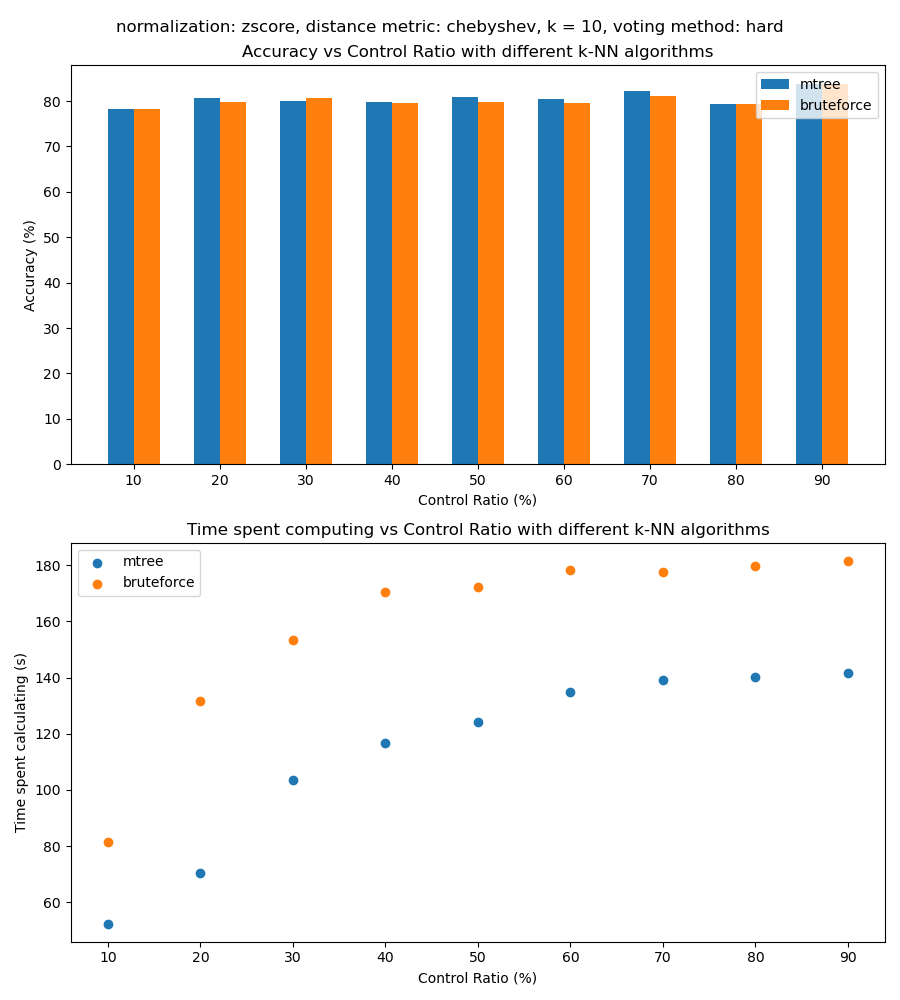 normalization: zscore, distance metric: chebyshev, k = 10, voting method: hard
Accuracy vs Control Ratio with different k-NN algorithms
mtree
bruteforce
80
70
60
50
40
30
20
10
0
Accuracy (%)
10 20 30 40 50 60 70 80 90
Control Ratio (%)
Time spent computing vs Control Ratio with different k-NN algorithms
mtree
bruteforce
180
160
140
120
100
80
60
Time spent calculating (s)
10 20 30 40 50 60 70 80 90
Control Ratio (%)